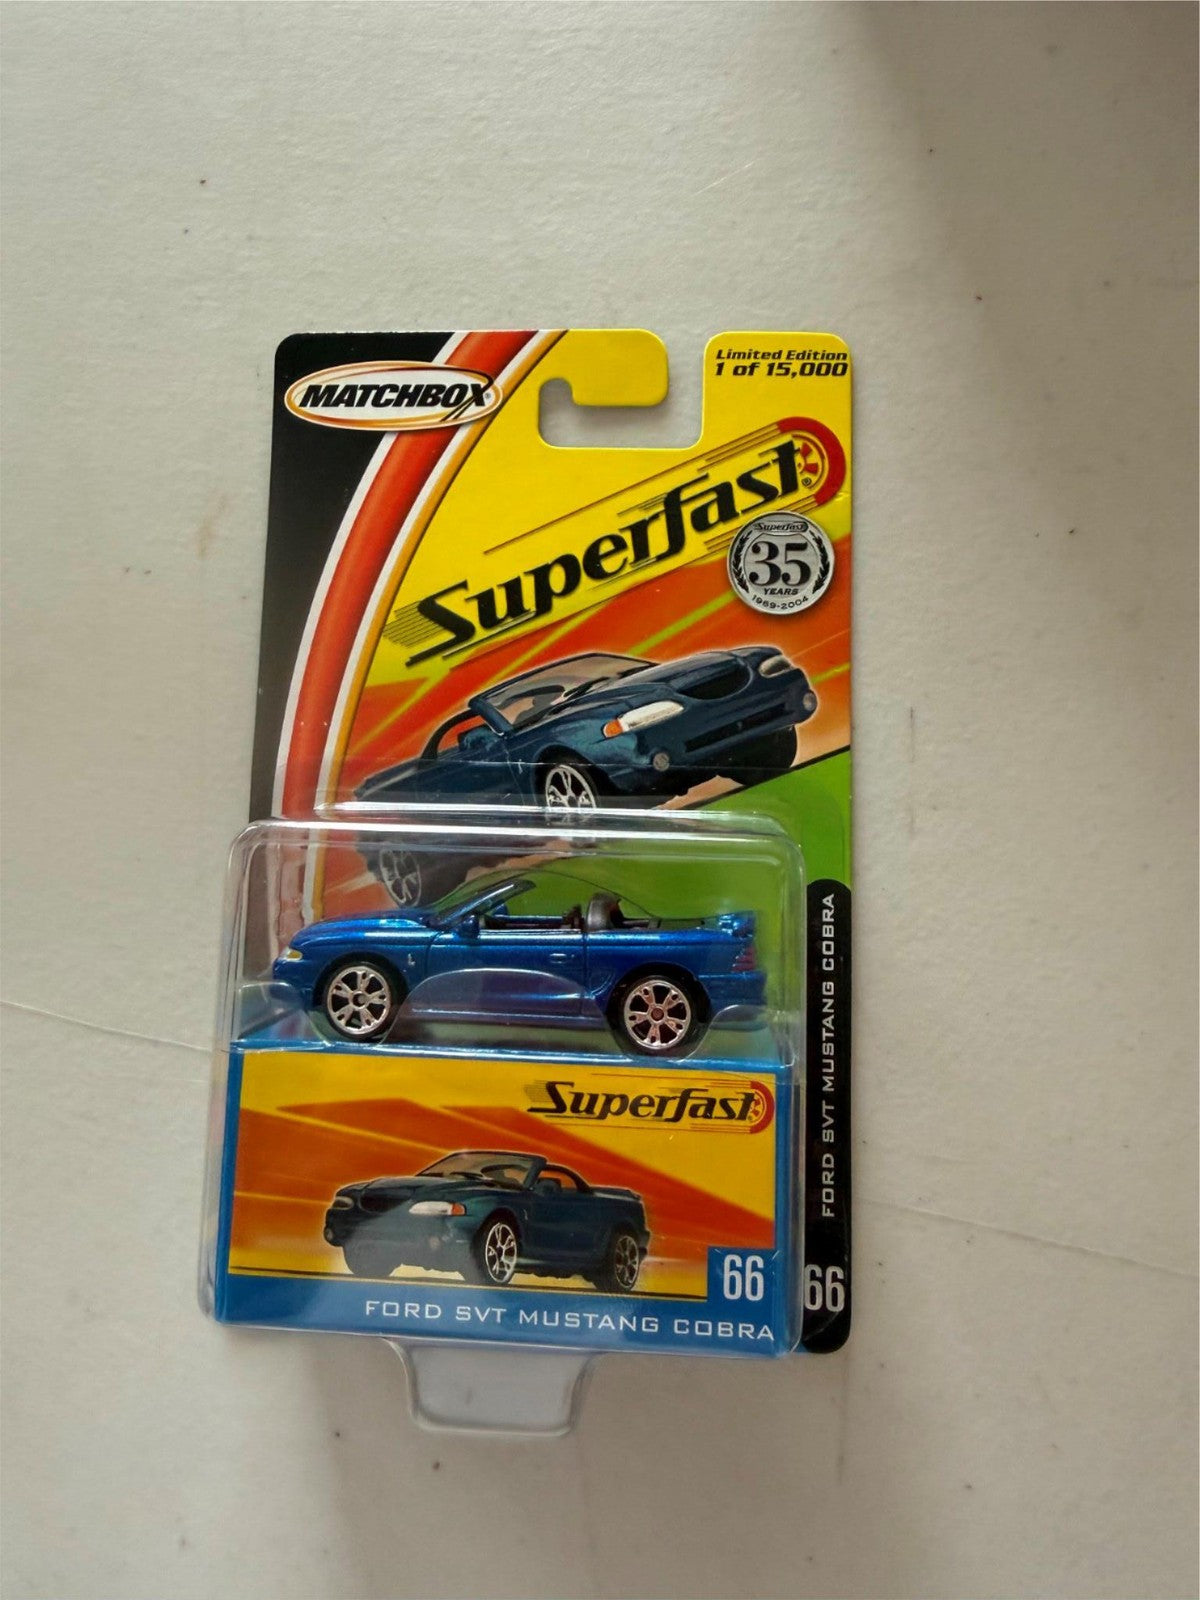 MATCHBOX®
Limited Edition
1 of 15,000
Superfast®
Superfast
35
YEARS
1969-2004
FORD SVT MUSTANG COBRA
66
Superfast
66
FORD SVT MUSTANG COBRA